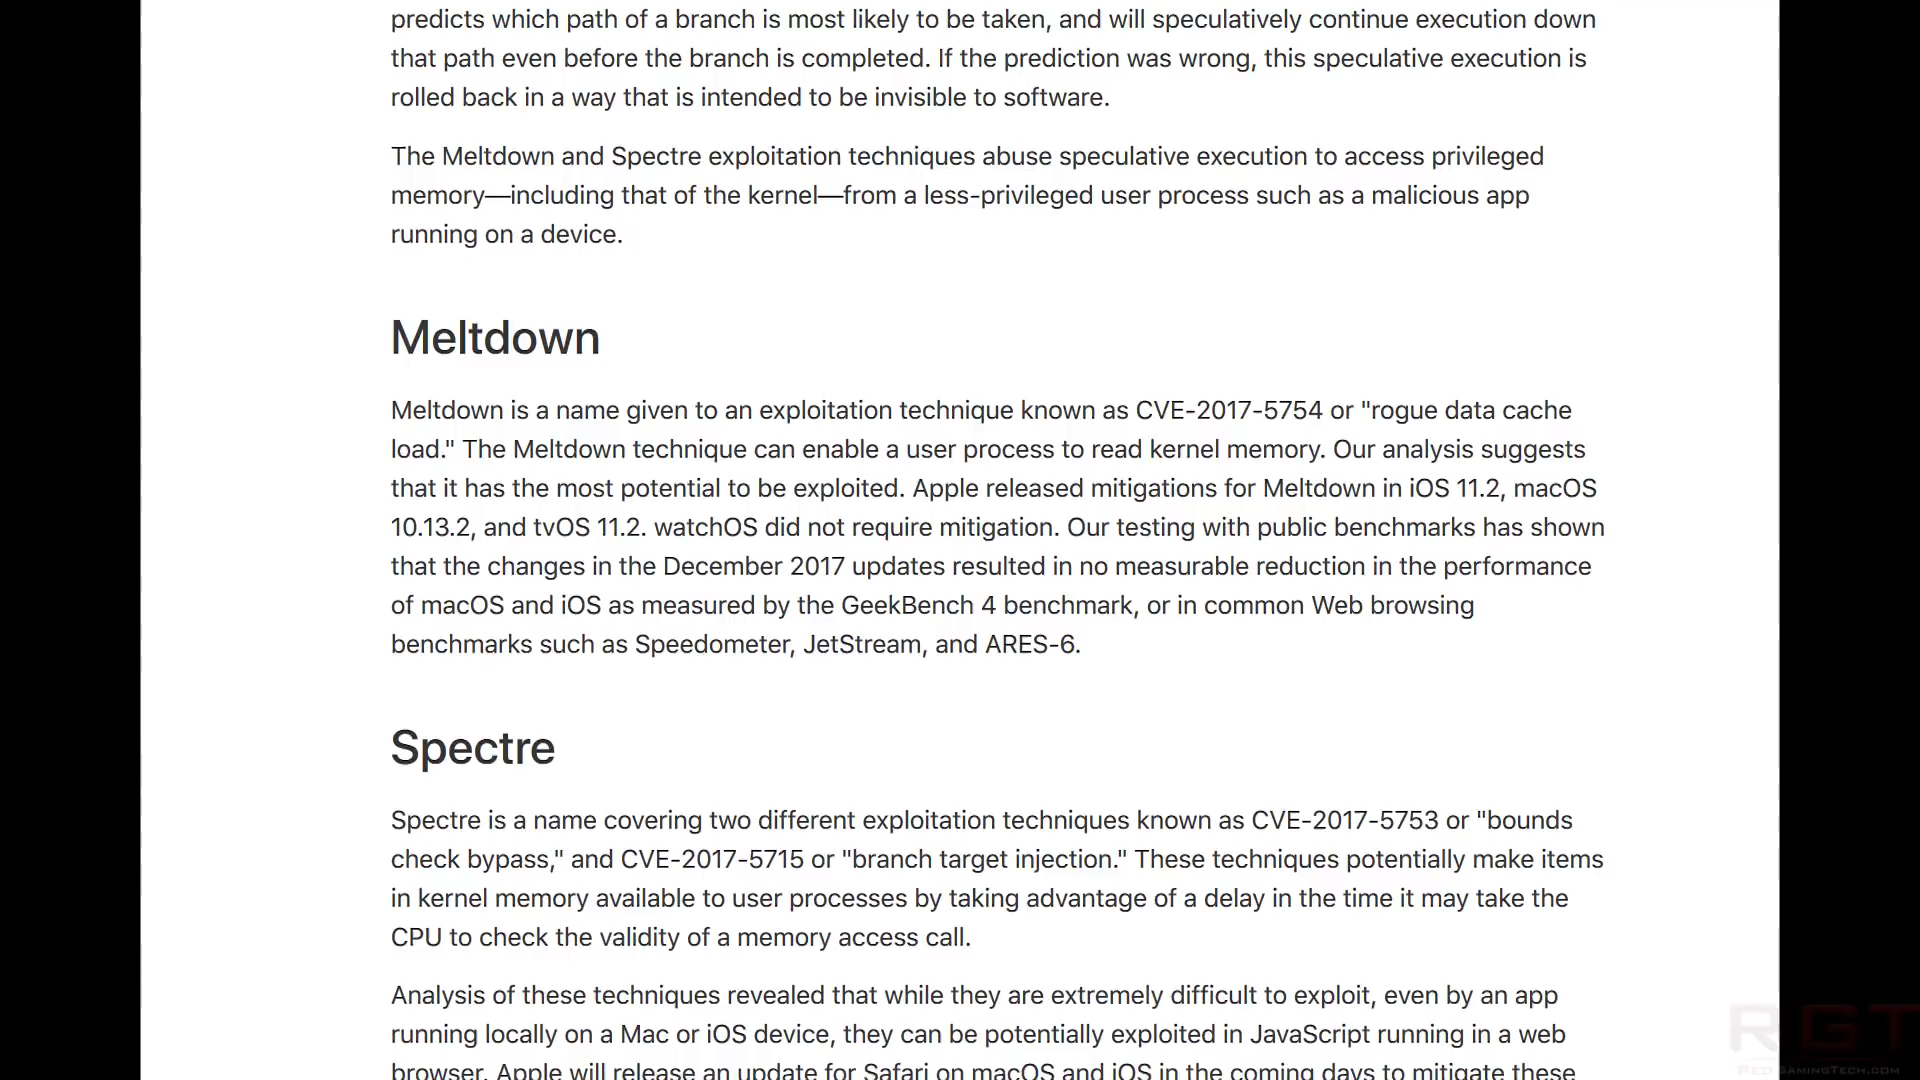 predicts which path of a branch is most likely to be taken, and will speculatively continue execution down
that path even before the branch is completed. If the prediction was wrong, this speculative execution is
rolled back in a way that is intended to be invisible to software.
The Meltdown and Spectre exploitation techniques abuse speculative execution to access privileged
memory—including that of the kernel—from a less-privileged user process such as a malicious app
running on a device.
Meltdown
Meltdown is a name given to an exploitation technique known as CVE-2017-5754 or "rogue data cache
load." The Meltdown technique can enable a user process to read kernel memory. Our analysis suggests
that it has the most potential to be exploited. Apple released mitigations for Meltdown in iOS 11.2, macOS
10.13.2, and tvOS 11.2. watchOS did not require mitigation. Our testing with public benchmarks has shown
that the changes in the December 2017 updates resulted in no measurable reduction in the performance
of macOS and iOS as measured by the GeekBench 4 benchmark, or in common Web browsing
benchmarks such as Speedometer, JetStream, and ARES-6.
Spectre
Spectre is a name covering two different exploitation techniques known as CVE-2017-5753 or "bounds
check bypass," and CVE-2017-5715 or "branch target injection." These techniques potentially make items
in kernel memory available to user processes by taking advantage of a delay in the time it may take the
CPU to check the validity of a memory access call.
Analysis of these techniques revealed that while they are extremely difficult to exploit, even by an app
running locally on a Mac or iOS device, they can be potentially exploited in JavaScript running in a web
browser. Apple will release an update for Safari on macOS and iOS in the coming days to mitigate these
RGT
REDGAMINGTECH.COM